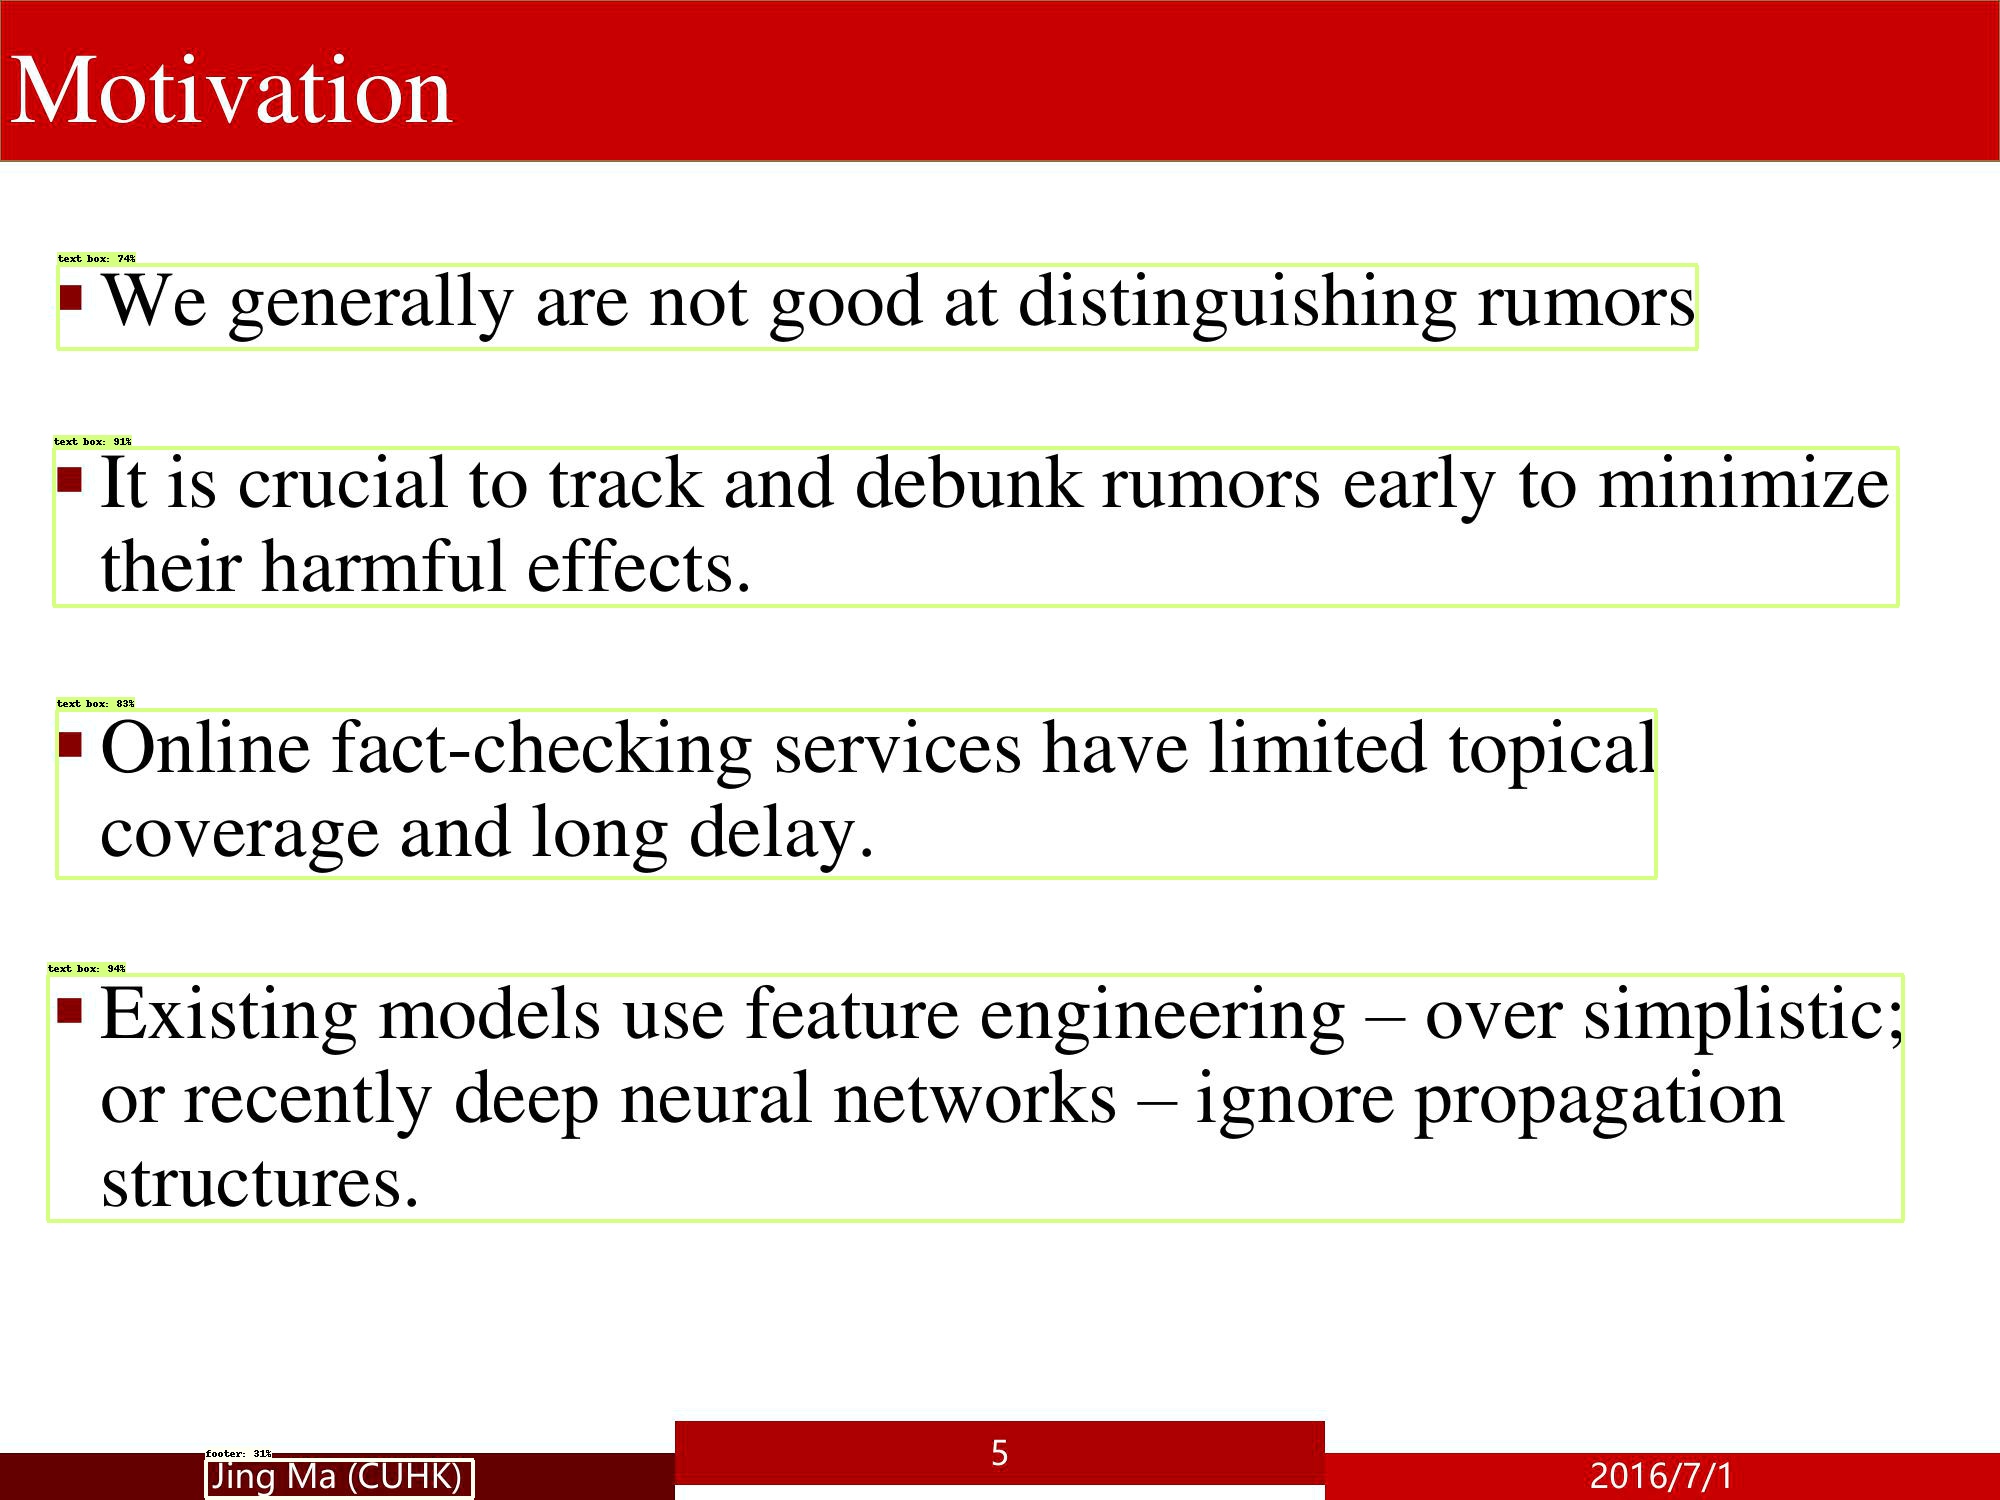 Motivation
text box: 74%
We generally are not good at distinguishing rumors
text box: 91%
It is crucial to track and debunk rumors early to minimize
their harmful effects.
text box: 83%
Online fact-checking services have limited topical
coverage and long delay.
text box: 94%
Existing models use feature engineering – over simplistic;
or recently deep neural networks – ignore propagation
structures.
footer: 31%
Jing Ma (CUHK)
5
2016/7/1